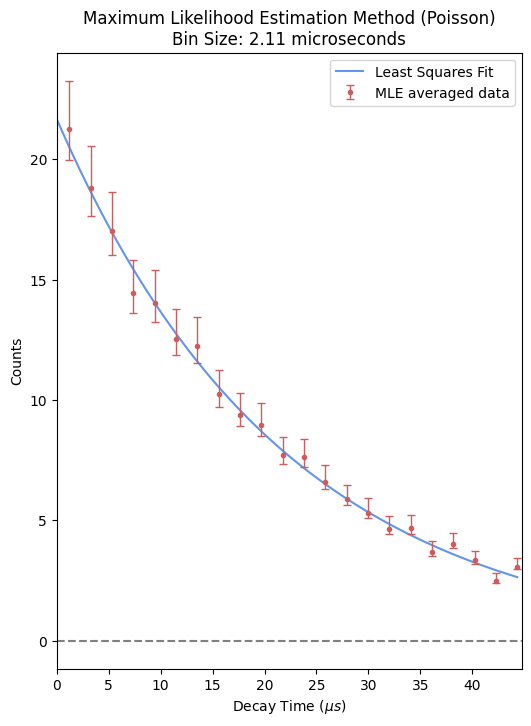 Maximum Likelihood Estimation Method (Poisson)
Bin Size: 2.11 microseconds
Least Squares Fit
MLE averaged data
Counts
20
15
10
5
0
0 5 10 15 20 25 30 35 40
Decay Time (μs)